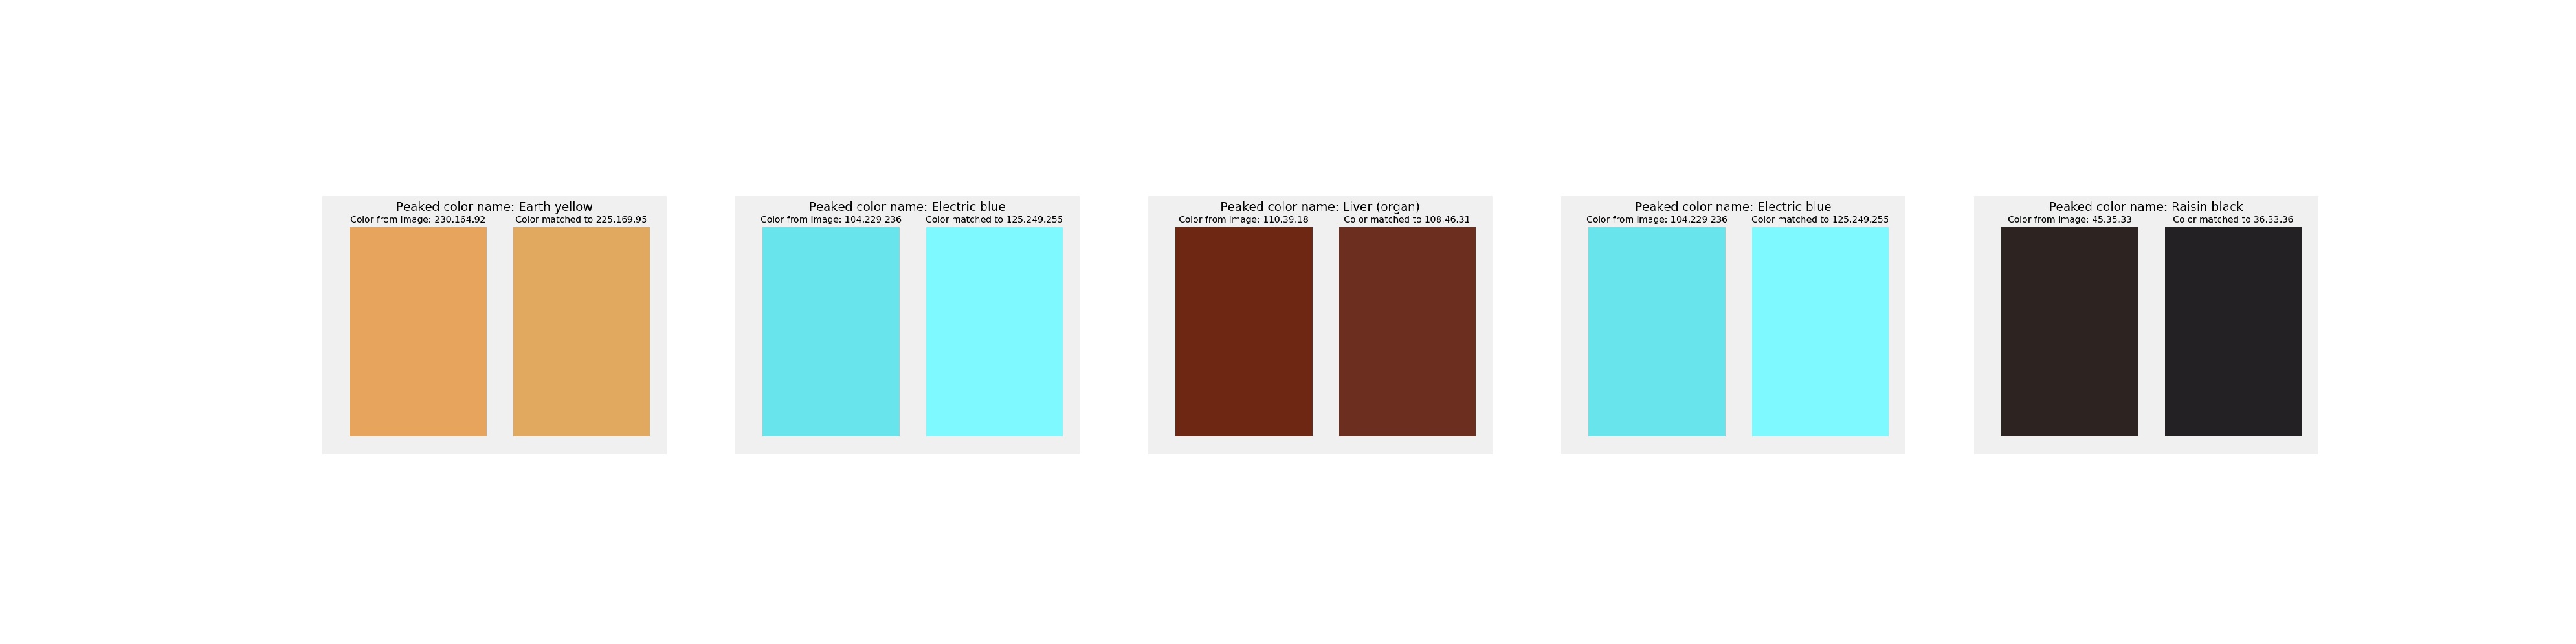 Peaked color name: Earth yellow
Color from image: 230,164,92
Color matched to 225,169,95
Peaked color name: Electric blue
Color from image: 104,229,236
Color matched to 125,249,255
Peaked color name: Liver (organ)
Color from image: 110,39,18
Color matched to 108,46,31
Peaked color name: Electric blue
Color from image: 104,229,236
Color matched to 125,249,255
Peaked color name: Raisin black
Color from image: 45,35,33
Color matched to 36,33,36